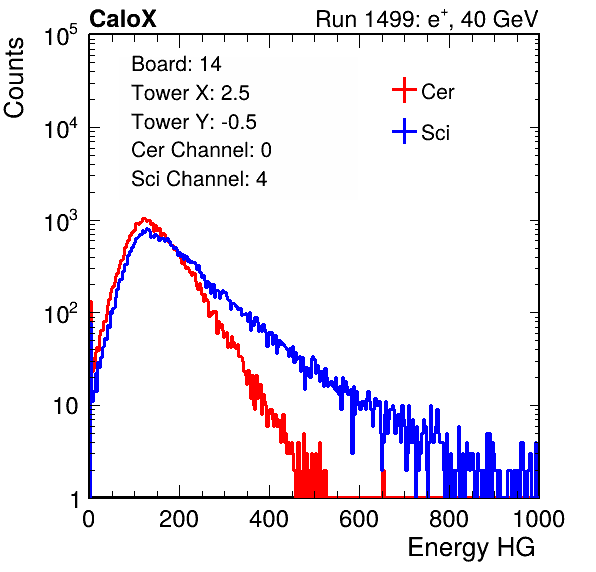 CaloX Run 1499: e⁺, 40 GeV
Counts
Board: 14
Tower X: 2.5
Tower Y: -0.5
Cer Channel: 0
Sci Channel: 4
Cer
Sci
10⁵
10⁴
10³
10²
10
1
0 200 400 600 800 1000
Energy HG